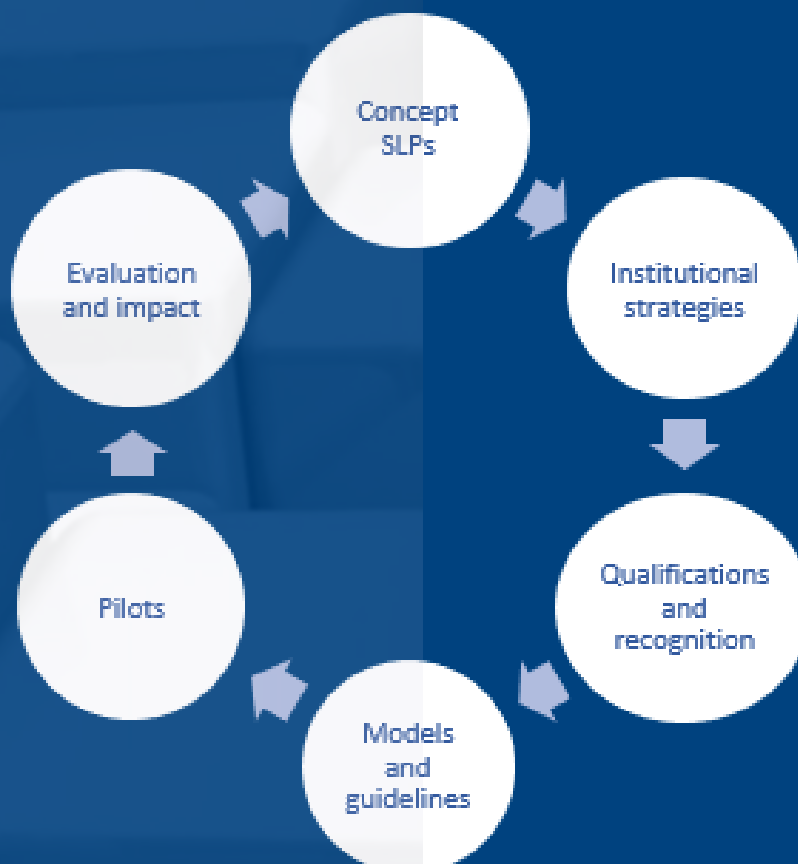 Concept
SLPs
Institutional
strategies
Qualifications
and
recognition
Models
and
guidelines
Pilots
Evaluation
and impact